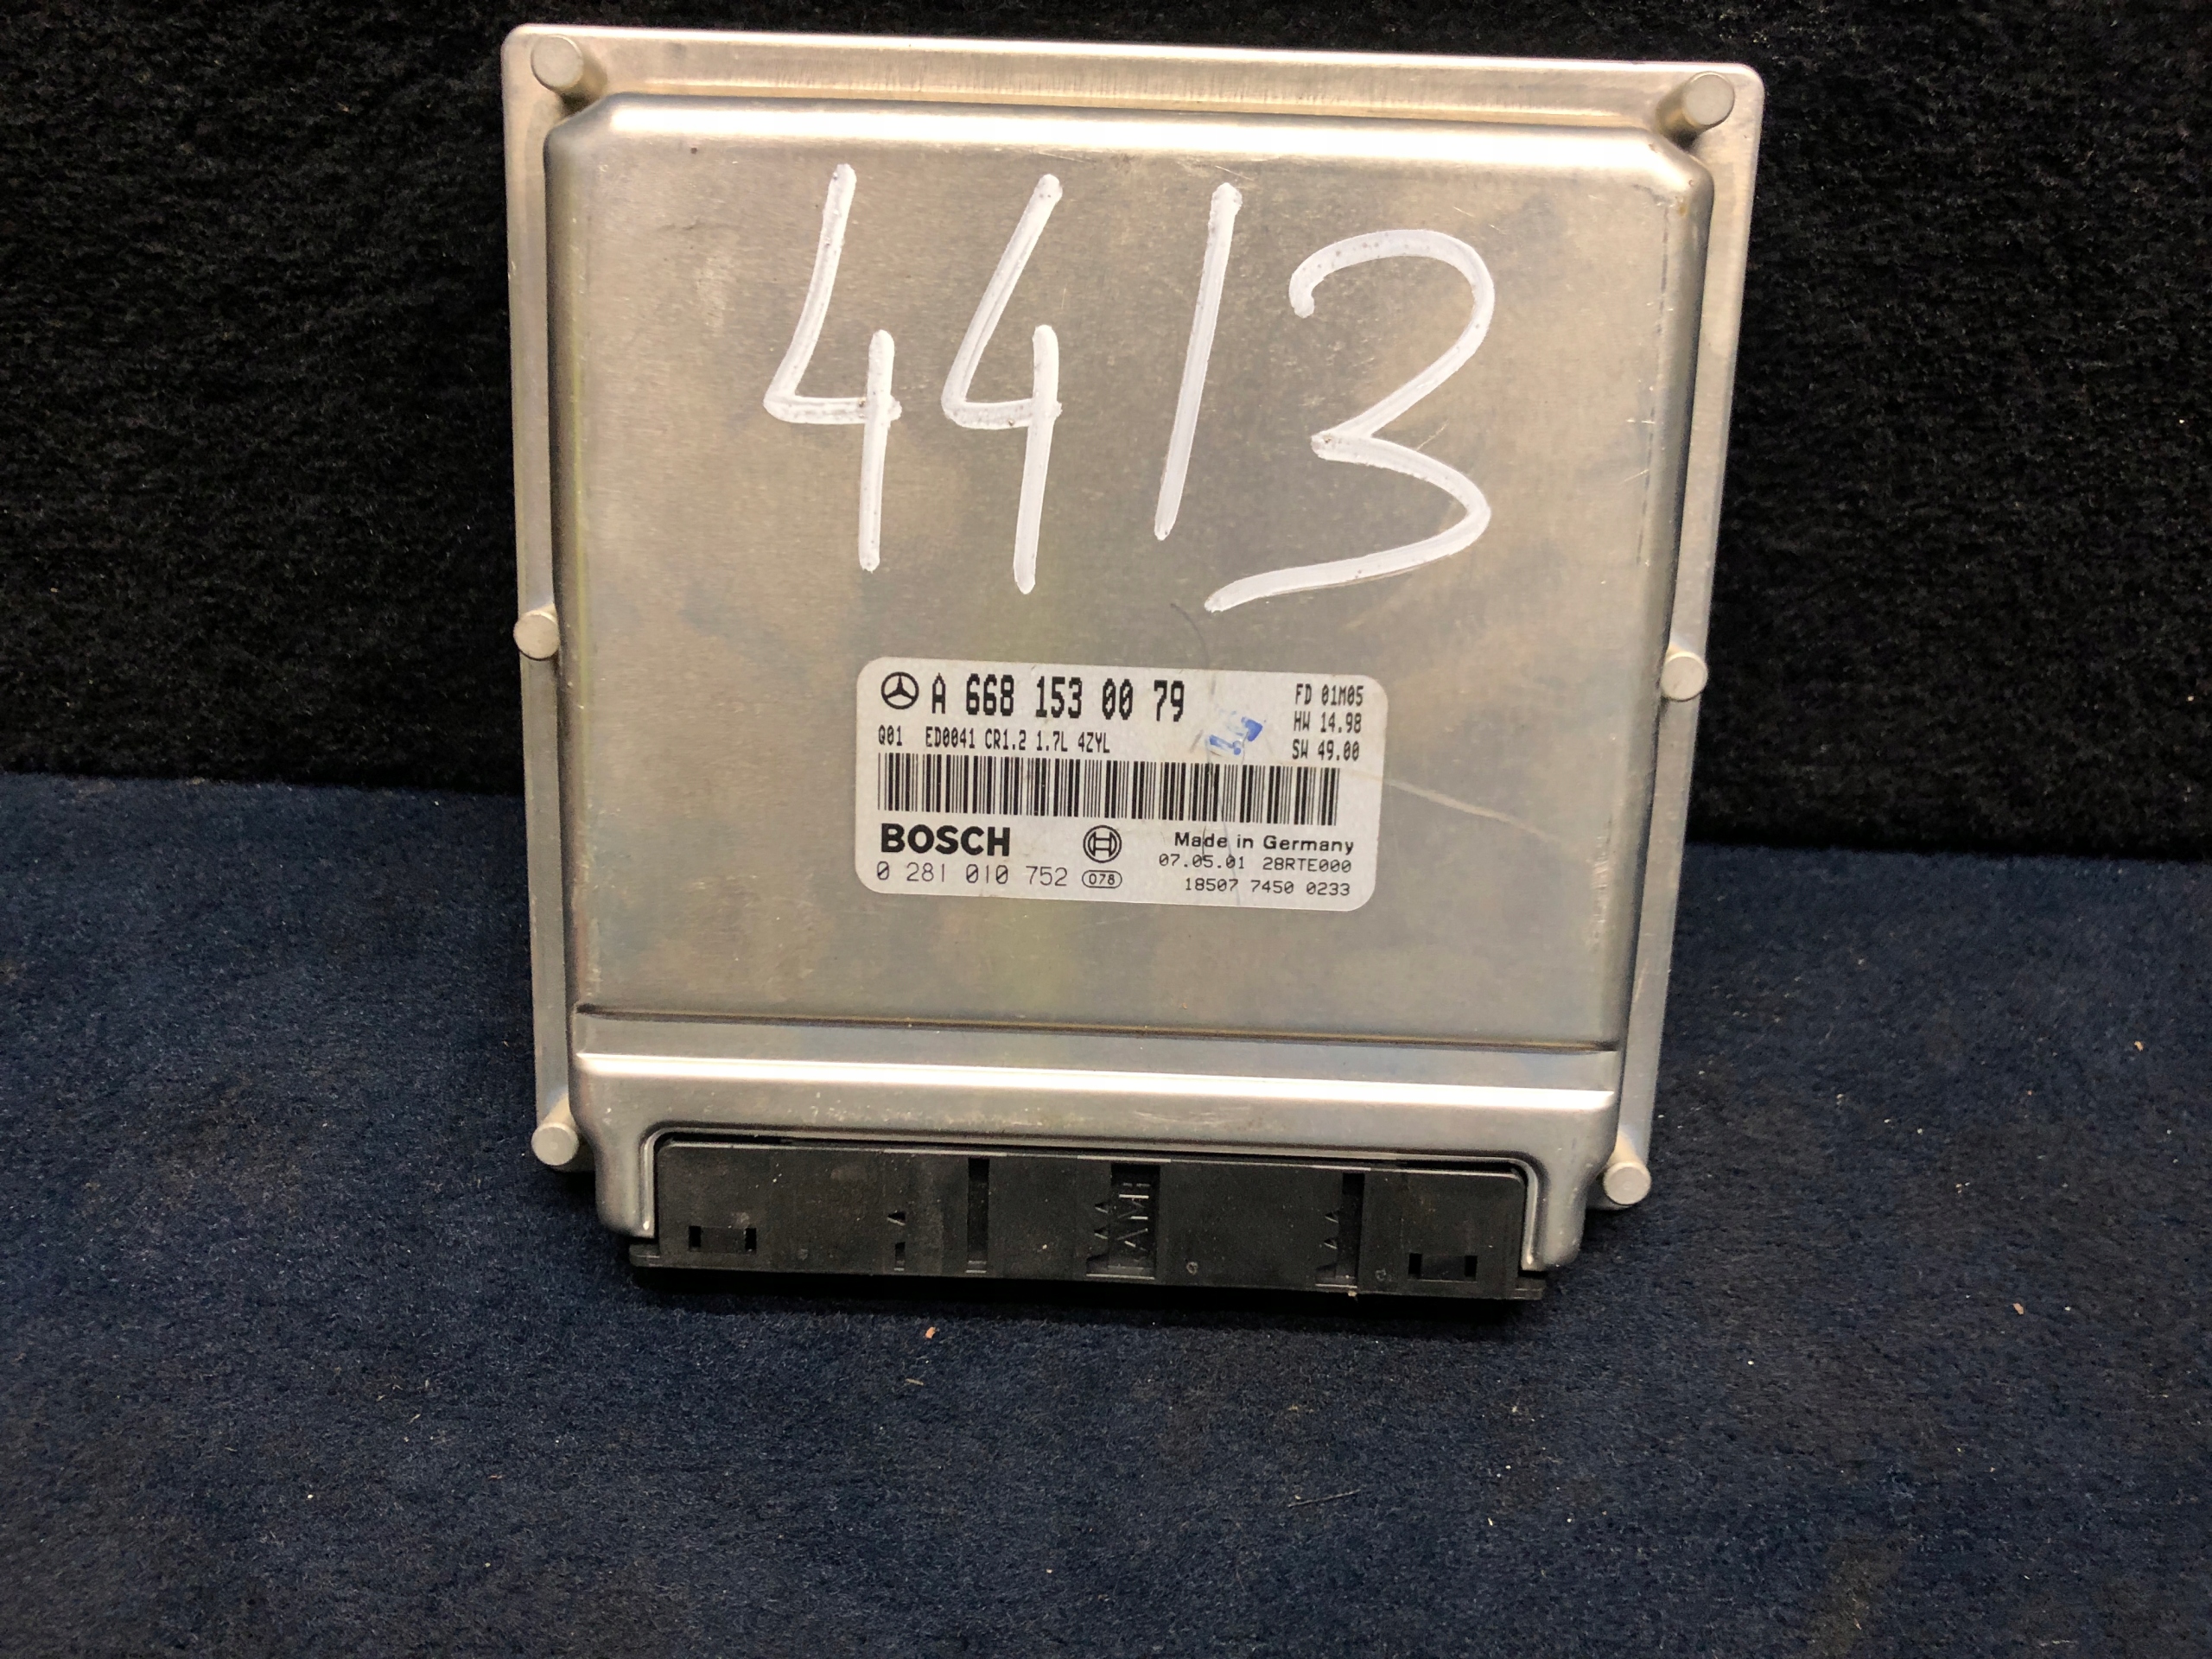 4413
A 668 153 00 79
FD 01M05
HW 14.98
Q01 ED0041 CR1.2 1.7L 4ZYL
SW 49.00
BOSCH
Made in Germany
07.05.01 28RTE000
0 281 010 752 078
18507 7450 0233